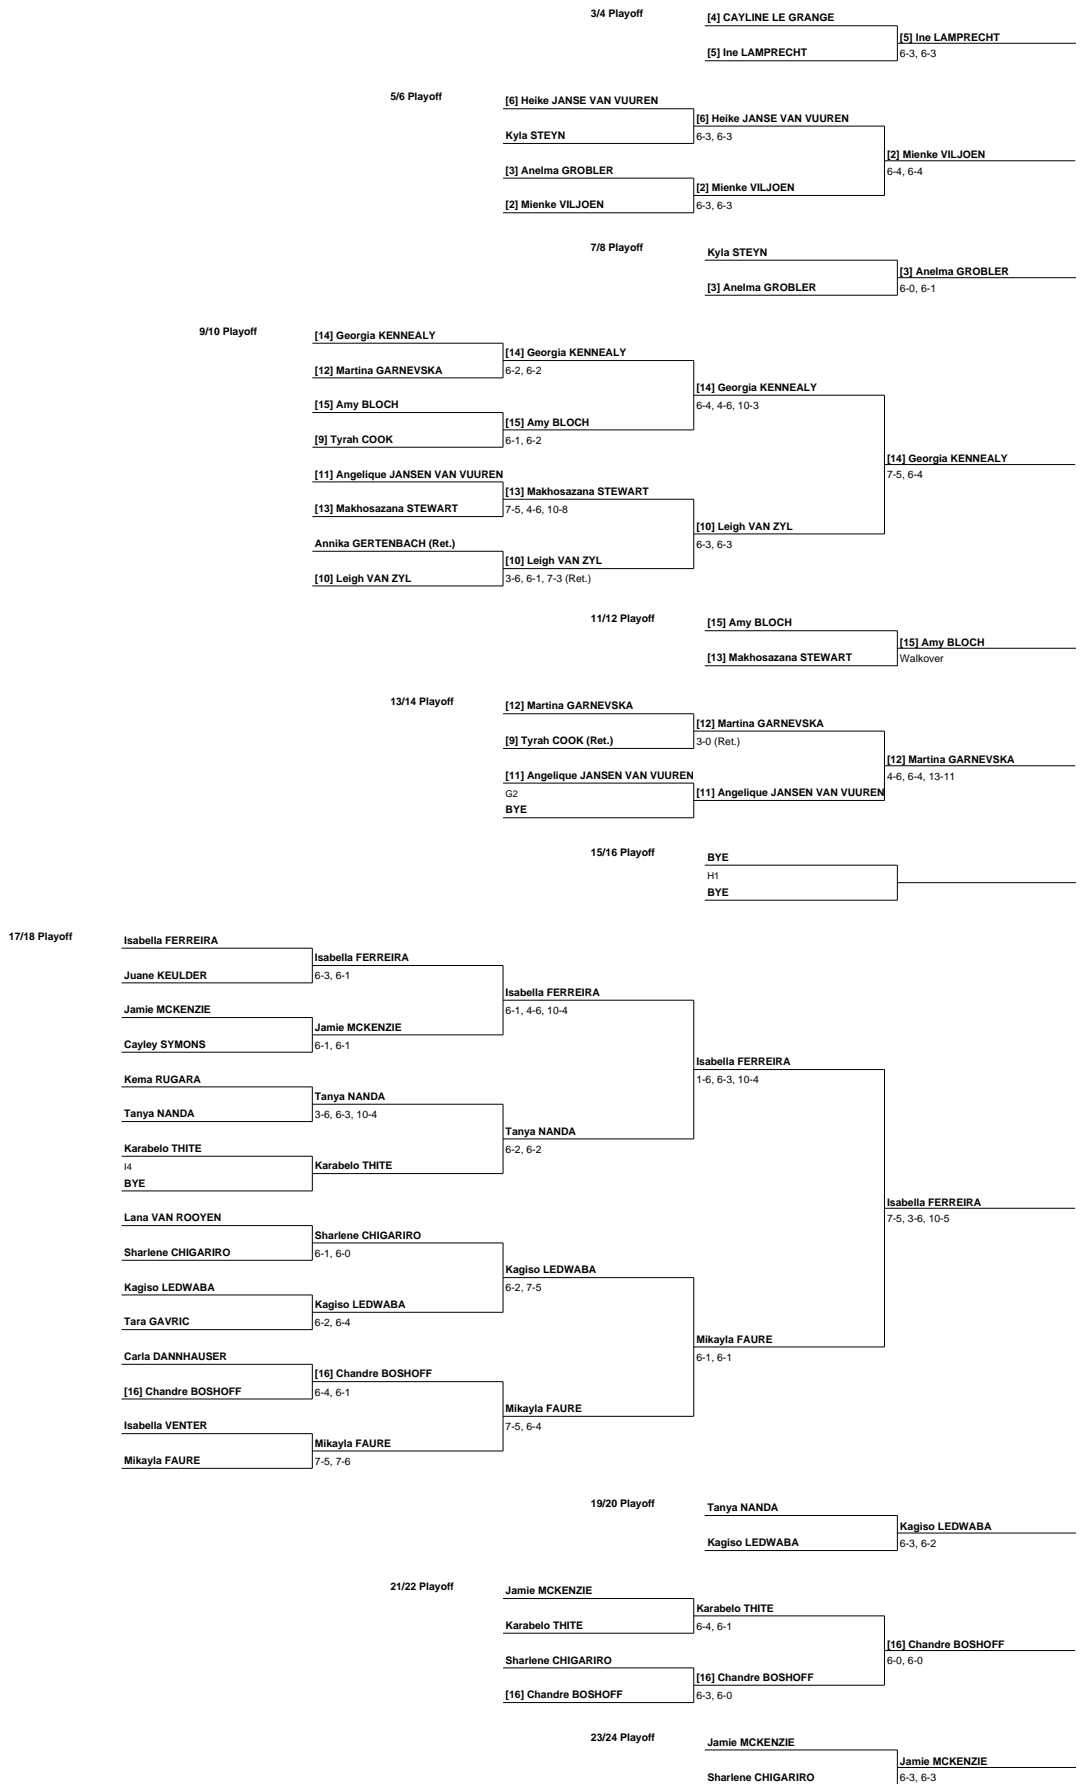 3/4 Playoff
[4] CAYLINE LE GRANGE
[5] Ine LAMPRECHT
[5] Ine LAMPRECHT
6-3, 6-3
5/6 Playoff
[6] Heike JANSE VAN VUUREN
[6] Heike JANSE VAN VUUREN
Kyla STEYN
6-3, 6-3
[2] Mienke VILJOEN
6-4, 6-4
[3] Anelma GROBLER
[2] Mienke VILJOEN
[2] Mienke VILJOEN
6-3, 6-3
7/8 Playoff
Kyla STEYN
[3] Anelma GROBLER
[3] Anelma GROBLER
6-0, 6-1
9/10 Playoff
[14] Georgia KENNEALY
[14] Georgia KENNEALY
[12] Martina GARNEVSKA
6-2, 6-2
[14] Georgia KENNEALY
6-4, 4-6, 10-3
[15] Amy BLOCH
[15] Amy BLOCH
[9] Tyrah COOK
6-1, 6-2
[14] Georgia KENNEALY
7-5, 6-4
[11] Angelique JANSEN VAN VUUREN
[13] Makhosazana STEWART
[13] Makhosazana STEWART
7-5, 4-6, 10-8
[10] Leigh VAN ZYL
6-3, 6-3
Annika GERTENBACH (Ret.)
[10] Leigh VAN ZYL
[10] Leigh VAN ZYL
3-6, 6-1, 7-3 (Ret.)
11/12 Playoff
[15] Amy BLOCH
[15] Amy BLOCH
[13] Makhosazana STEWART
Walkover
13/14 Playoff
[12] Martina GARNEVSKA
[12] Martina GARNEVSKA
[9] Tyrah COOK (Ret.)
3-0 (Ret.)
[12] Martina GARNEVSKA
4-6, 6-4, 13-11
[11] Angelique JANSEN VAN VUUREN
G2
[11] Angelique JANSEN VAN VUUREN
BYE
15/16 Playoff
BYE
H1
BYE
17/18 Playoff
Isabella FERREIRA
Isabella FERREIRA
Juane KEULDER
6-3, 6-1
Isabella FERREIRA
6-1, 4-6, 10-4
Jamie MCKENZIE
Jamie MCKENZIE
Cayley SYMONS
6-1, 6-1
Isabella FERREIRA
1-6, 6-3, 10-4
Kema RUGARA
Tanya NANDA
Tanya NANDA
3-6, 6-3, 10-4
Tanya NANDA
6-2, 6-2
Karabelo THITE
I4
Karabelo THITE
BYE
Isabella FERREIRA
7-5, 3-6, 10-5
Lana VAN ROOYEN
Sharlene CHIGARIRO
Sharlene CHIGARIRO
6-1, 6-0
Kagiso LEDWABA
6-2, 7-5
Kagiso LEDWABA
Kagiso LEDWABA
Tara GAVRIC
6-2, 6-4
Mikayla FAURE
6-1, 6-1
Carla DANNHAUSER
[16] Chandre BOSHOFF
[16] Chandre BOSHOFF
6-4, 6-1
Mikayla FAURE
7-5, 6-4
Isabella VENTER
Mikayla FAURE
Mikayla FAURE
7-5, 7-6
19/20 Playoff
Tanya NANDA
Kagiso LEDWABA
Kagiso LEDWABA
6-3, 6-2
21/22 Playoff
Jamie MCKENZIE
Karabelo THITE
Karabelo THITE
6-4, 6-1
[16] Chandre BOSHOFF
6-0, 6-0
Sharlene CHIGARIRO
[16] Chandre BOSHOFF
[16] Chandre BOSHOFF
6-3, 6-0
23/24 Playoff
Jamie MCKENZIE
Jamie MCKENZIE
Sharlene CHIGARIRO
6-3, 6-3